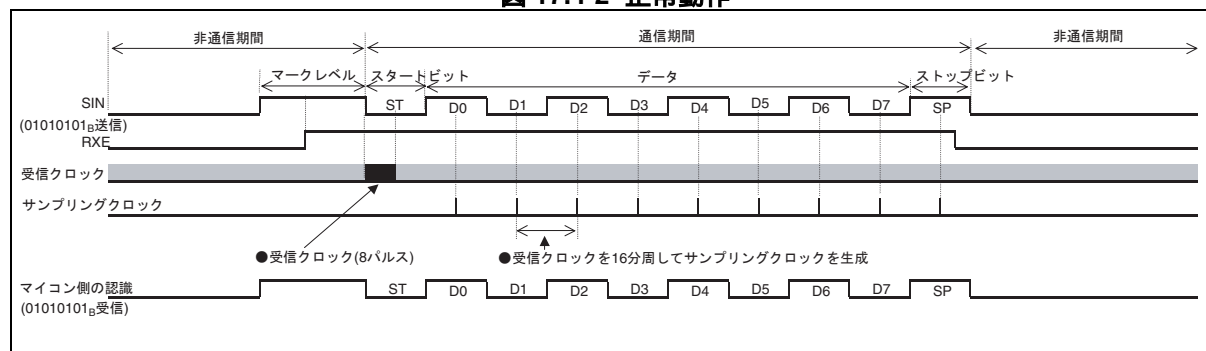 図 17.11-2 正常動作
非通信期間 通信期間 非通信期間
マークレベル スタートビット データ ストップビット
SIN ST D0 D1 D2 D3 D4 D5 D6 D7 SP
(01010101B送信)
RXE
受信クロック
サンプリングクロック
●受信クロック(8パルス) ●受信クロックを16分周してサンプリングクロックを生成
マイコン側の認識 ST D0 D1 D2 D3 D4 D5 D6 D7 SP
(01010101B受信)